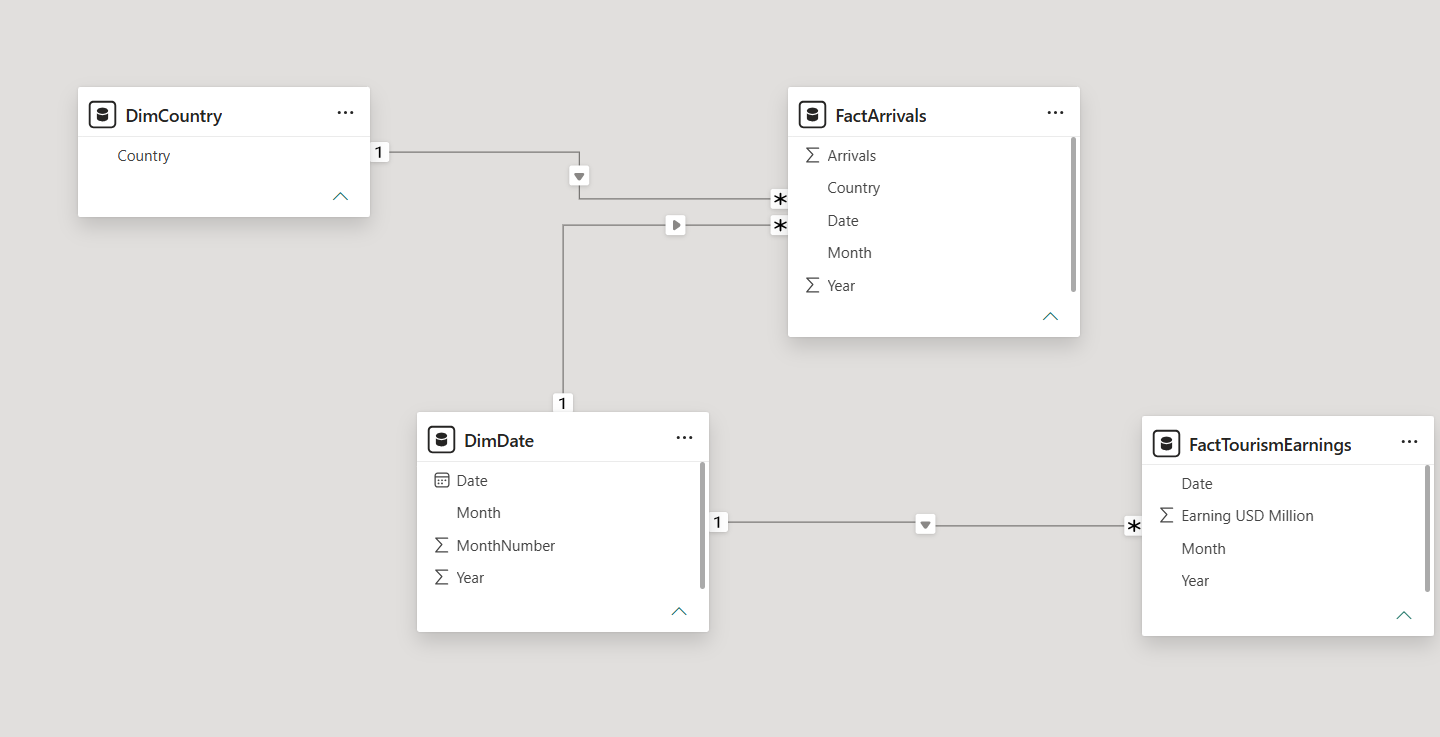 DimCountry
Country
1
FactArrivals
∑ Arrivals
Country
Date
Month
∑ Year
*
*
1
DimDate
Date
Month
∑ MonthNumber
∑ Year
1
*
FactTourismEarnings
Date
∑ Earning USD Million
Month
Year